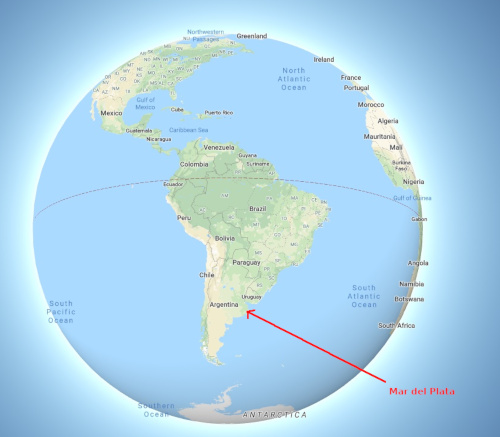 Northwestern
Passages
Greenland
Ireland
North
Atlantic
Ocean
France
Portugal
Morocco
Algeria
Mali
Mauritania
Burkina
Faso
Nigeria
Gulf of Guinea
Gabon
Gulf of
Mexico
Mexico
Cuba
Puerto Rico
Guatemala
Caribbean Sea
Nicaragua
Venezuela
Guyana
Suriname
Colombia
Ecuador
Peru
Brazil
Bolivia
Paraguay
Chile
Uruguay
Argentina
Angola
Namibia
Botswana
South Africa
South
Pacific
Ocean
South
Atlantic
Ocean
Mar del Plata
Southern
Ocean
ANTARCTICA